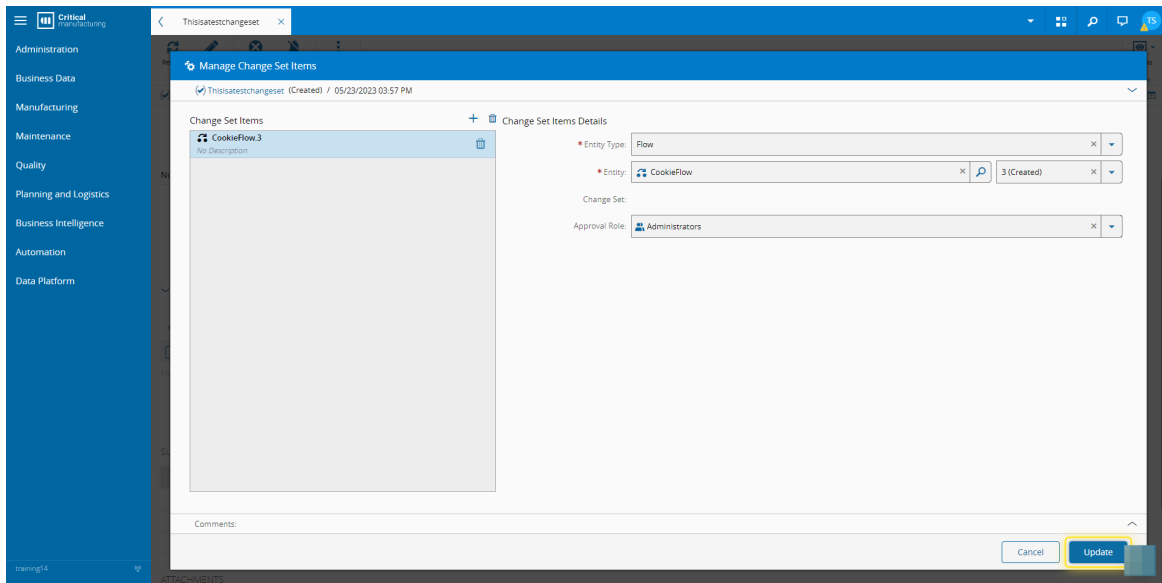 Critical
manufacturing
Thisisatestchangeset
TS
Administration
Business Data
Manufacturing
Maintenance
Quality
Planning and Logistics
Business Intelligence
Automation
Data Platform
training14
Manage Change Set Items
Thisisatestchangeset (Created) / 05/23/2023 03:57 PM
Change Set Items
CookieFlow.3
No Description
Change Set Items Details
* Entity Type: Flow
* Entity: CookieFlow 3 (Created)
Change Set:
Approval Role: Administrators
Comments:
Cancel Update
ATTACHMENTS